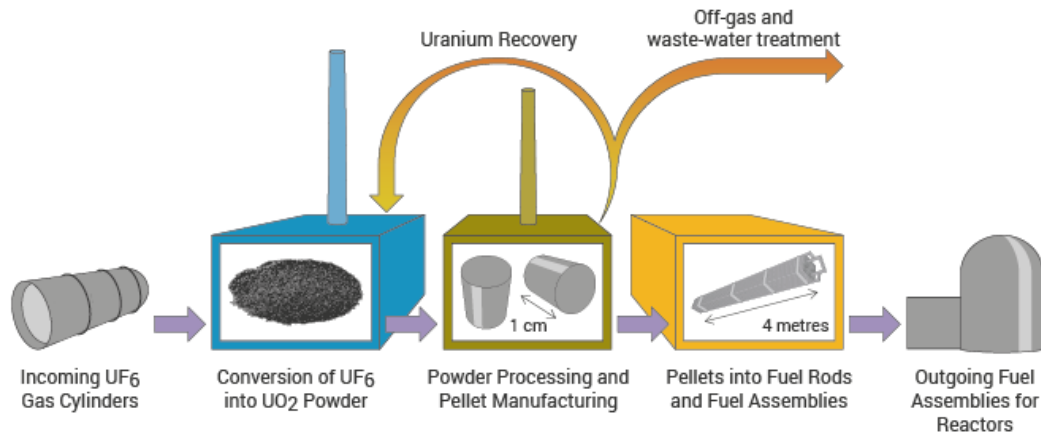 Off-gas and
waste-water treatment
Uranium Recovery
1 cm
4 metres
Incoming UF6
Gas Cylinders
Conversion of UF6
into UO2 Powder
Powder Processing and
Pellet Manufacturing
Pellets into Fuel Rods
and Fuel Assemblies
Outgoing Fuel
Assemblies for
Reactors